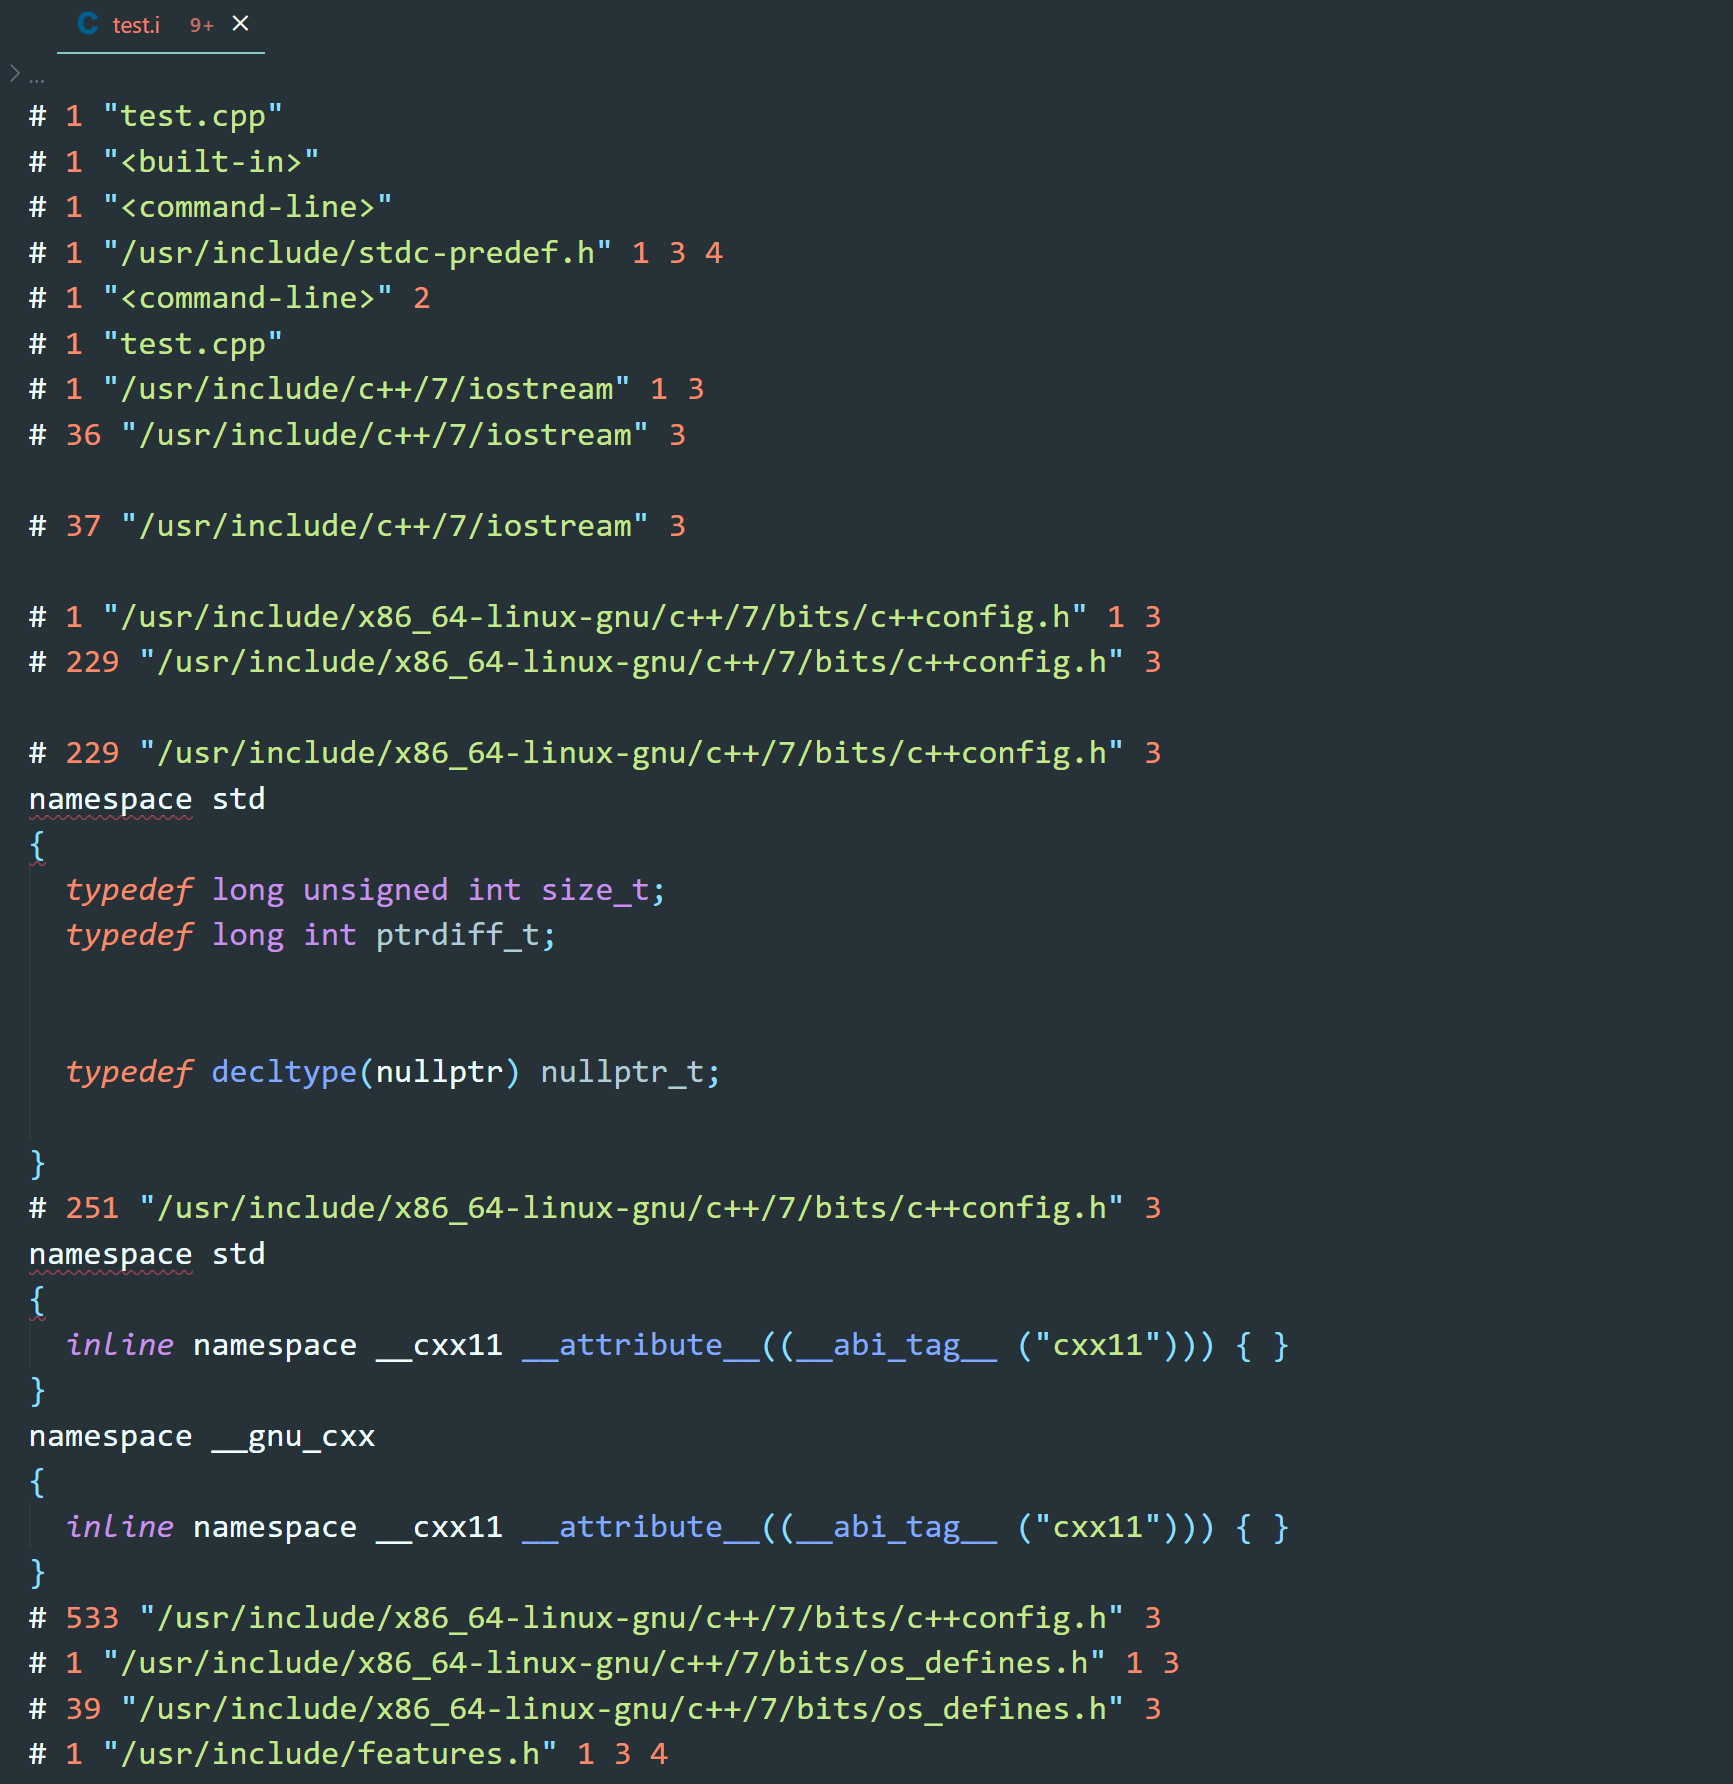 C test.i 9+ ×
> ...
# 1 "test.cpp"
# 1 "<built-in>"
# 1 "<command-line>"
# 1 "/usr/include/stdc-predef.h" 1 3 4
# 1 "<command-line>" 2
# 1 "test.cpp"
# 1 "/usr/include/c++/7/iostream" 1 3
# 36 "/usr/include/c++/7/iostream" 3
# 37 "/usr/include/c++/7/iostream" 3
# 1 "/usr/include/x86_64-linux-gnu/c++/7/bits/c++config.h" 1 3
# 229 "/usr/include/x86_64-linux-gnu/c++/7/bits/c++config.h" 3
# 229 "/usr/include/x86_64-linux-gnu/c++/7/bits/c++config.h" 3
namespace std
{
  typedef long unsigned int size_t;
  typedef long int ptrdiff_t;
  typedef decltype(nullptr) nullptr_t;
}
# 251 "/usr/include/x86_64-linux-gnu/c++/7/bits/c++config.h" 3
namespace std
{
  inline namespace __cxx11 __attribute__((__abi_tag__ ("cxx11"))) { }
}
namespace __gnu_cxx
{
  inline namespace __cxx11 __attribute__((__abi_tag__ ("cxx11"))) { }
}
# 533 "/usr/include/x86_64-linux-gnu/c++/7/bits/c++config.h" 3
# 1 "/usr/include/x86_64-linux-gnu/c++/7/bits/os_defines.h" 1 3
# 39 "/usr/include/x86_64-linux-gnu/c++/7/bits/os_defines.h" 3
# 1 "/usr/include/features.h" 1 3 4